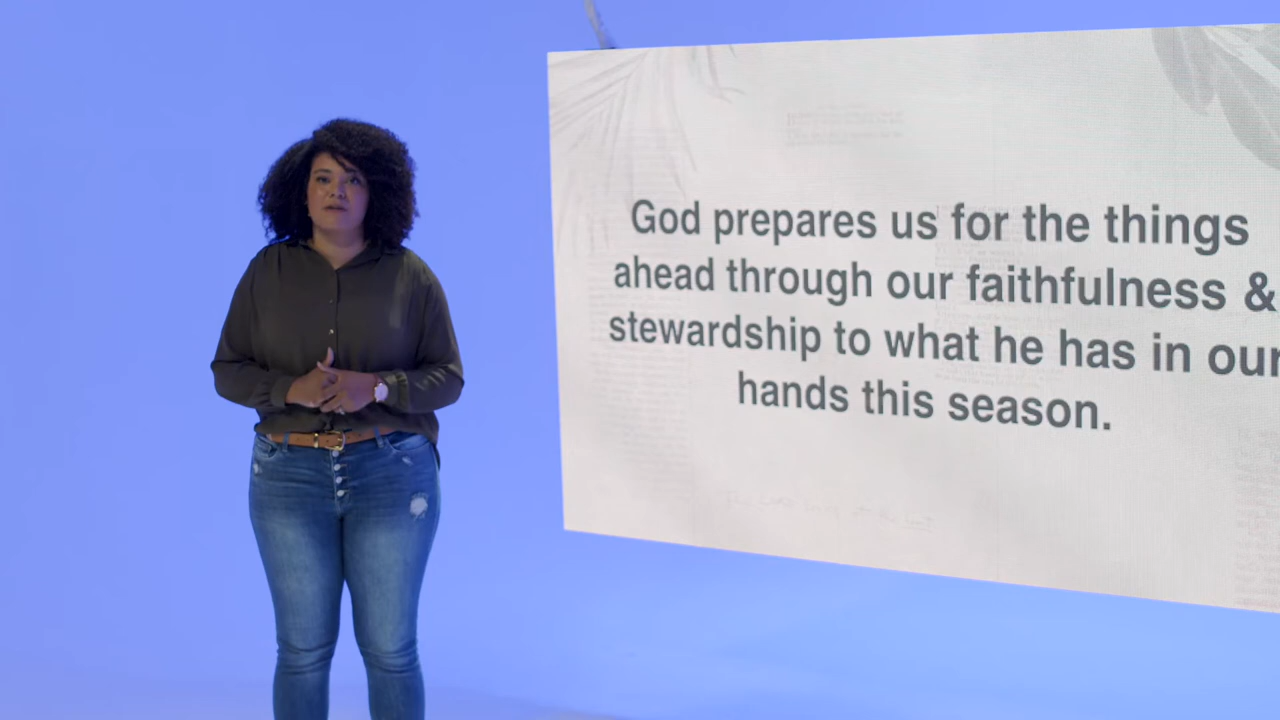 God prepares us for the things
ahead through our faithfulness &
stewardship to what he has in our
hands this season.